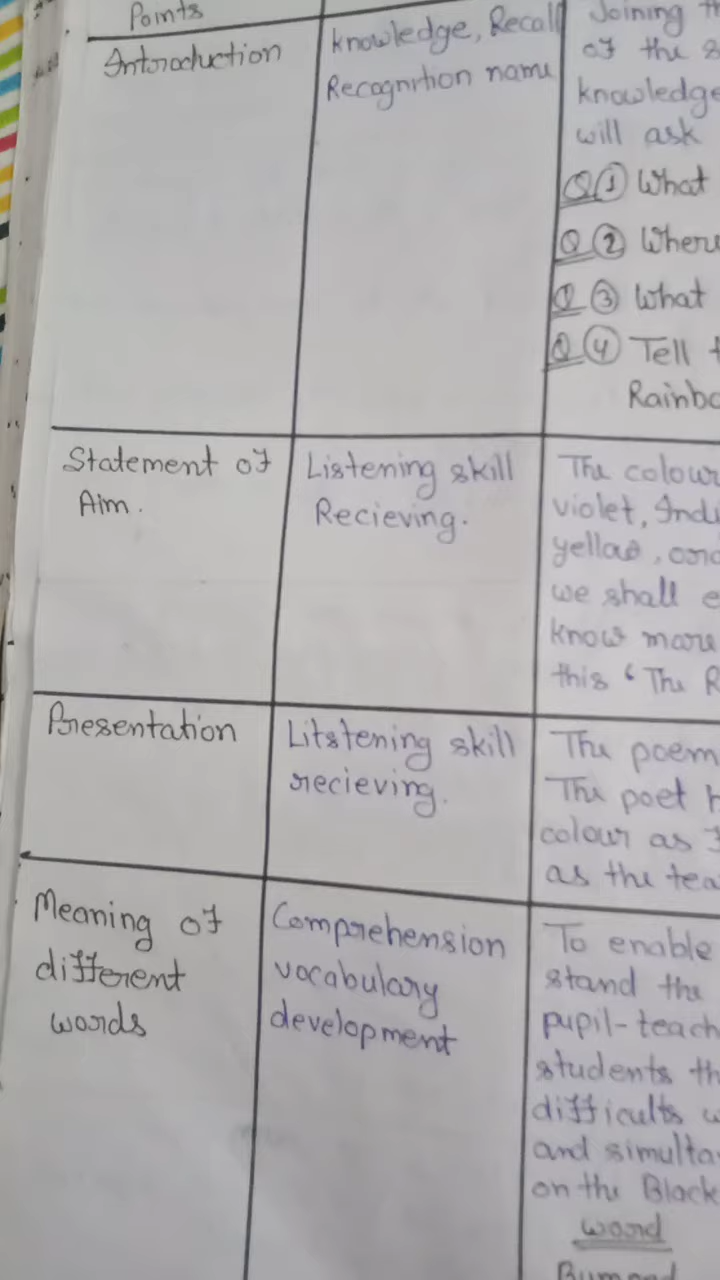 Points
Introduction
knowledge, Recall
Recognition name
Joining
of the
knowledge
will ask
Q ① What
Q ② Where
Q ③ What
Q ④ Tell
Statement of
Aim.
Listening skill
Recieving.
The colour
violet,
yellow,
we shall
know more
this "The R
Presentation
Litstening skill
recieving.
The poem
The poet
colour as
as the tea
Meaning of
different
words
Comprehension
vocabulary
development
To enable
stand the
pupil-teach
students th
difficults
and simulta
on the Black
word